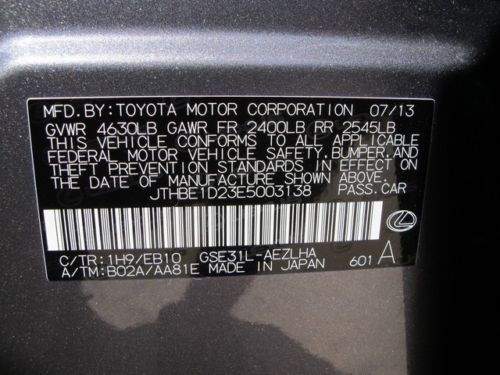 MFD. BY: TOYOTA MOTOR CORPORATION 07/13
GVWR 4630LB GAWR FR 2400LB RR 2545LB
THIS VEHICLE CONFORMS TO ALL APPLICABLE
FEDERAL MOTOR VEHICLE SAFETY, BUMPER, AND
THEFT PREVENTION STANDARDS IN EFFECT ON
THE DATE OF MANUFACTURE SHOWN ABOVE.
JTHBE1D23E5003138 PASS. CAR
C/TR: 1H9/EB10 GSE31L-AEZLHA
A/TM: B02A/AA81E MADE IN JAPAN 601 A